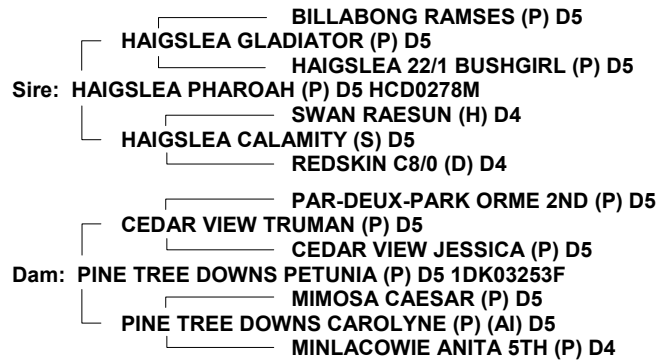 BILLABONG RAMSES (P) D5
HAIGSLEA GLADIATOR (P) D5
HAIGSLEA 22/1 BUSHGIRL (P) D5
Sire: HAIGSLEA PHAROAH (P) D5 HCD0278M
SWAN RAESUN (H) D4
HAIGSLEA CALAMITY (S) D5
REDSKIN C8/0 (D) D4
PAR-DEUX-PARK ORME 2ND (P) D5
CEDAR VIEW TRUMAN (P) D5
CEDAR VIEW JESSICA (P) D5
Dam: PINE TREE DOWNS PETUNIA (P) D5 1DK03253F
MIMOSA CAESAR (P) D5
PINE TREE DOWNS CAROLYNE (P) (AI) D5
MINLACOWIE ANITA 5TH (P) D4